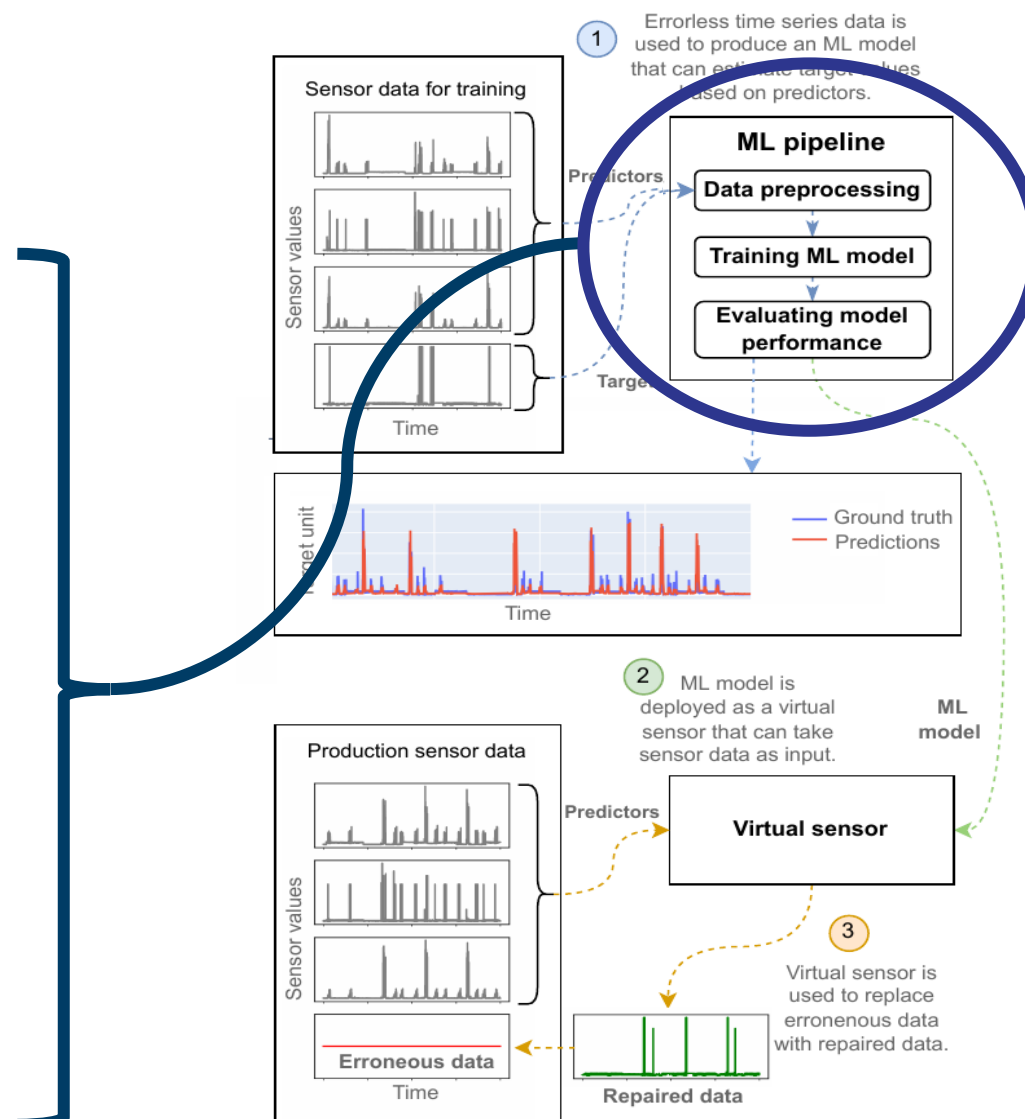 1
Errorless time series data is
used to produce an ML model
that can estimate target values
based on predictors.
Sensor data for training
Sensor values
Time
Predictors
Target
ML pipeline
Data preprocessing
Training ML model
Evaluating model
performance
Target unit
Time
Ground truth
Predictions
2
ML model is
deployed as a virtual
sensor that can take
sensor data as input.
ML
model
Production sensor data
Sensor values
Erroneous data
Time
Predictors
Virtual sensor
3
Virtual sensor is
used to replace
erronenous data
with repaired data.
Repaired data